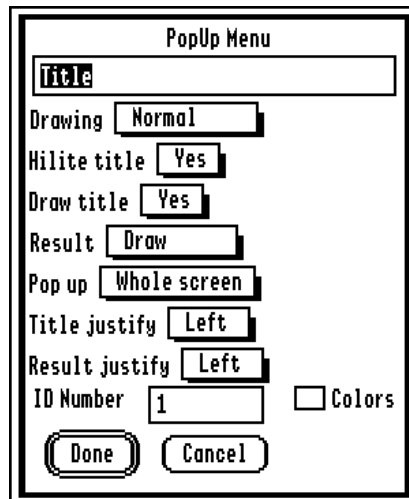 PopUp Menu
Title
Drawing Normal
Hilite title Yes
Draw title Yes
Result Draw
Pop up Whole screen
Title justify Left
Result justify Left
ID Number 1 Colors
Done Cancel